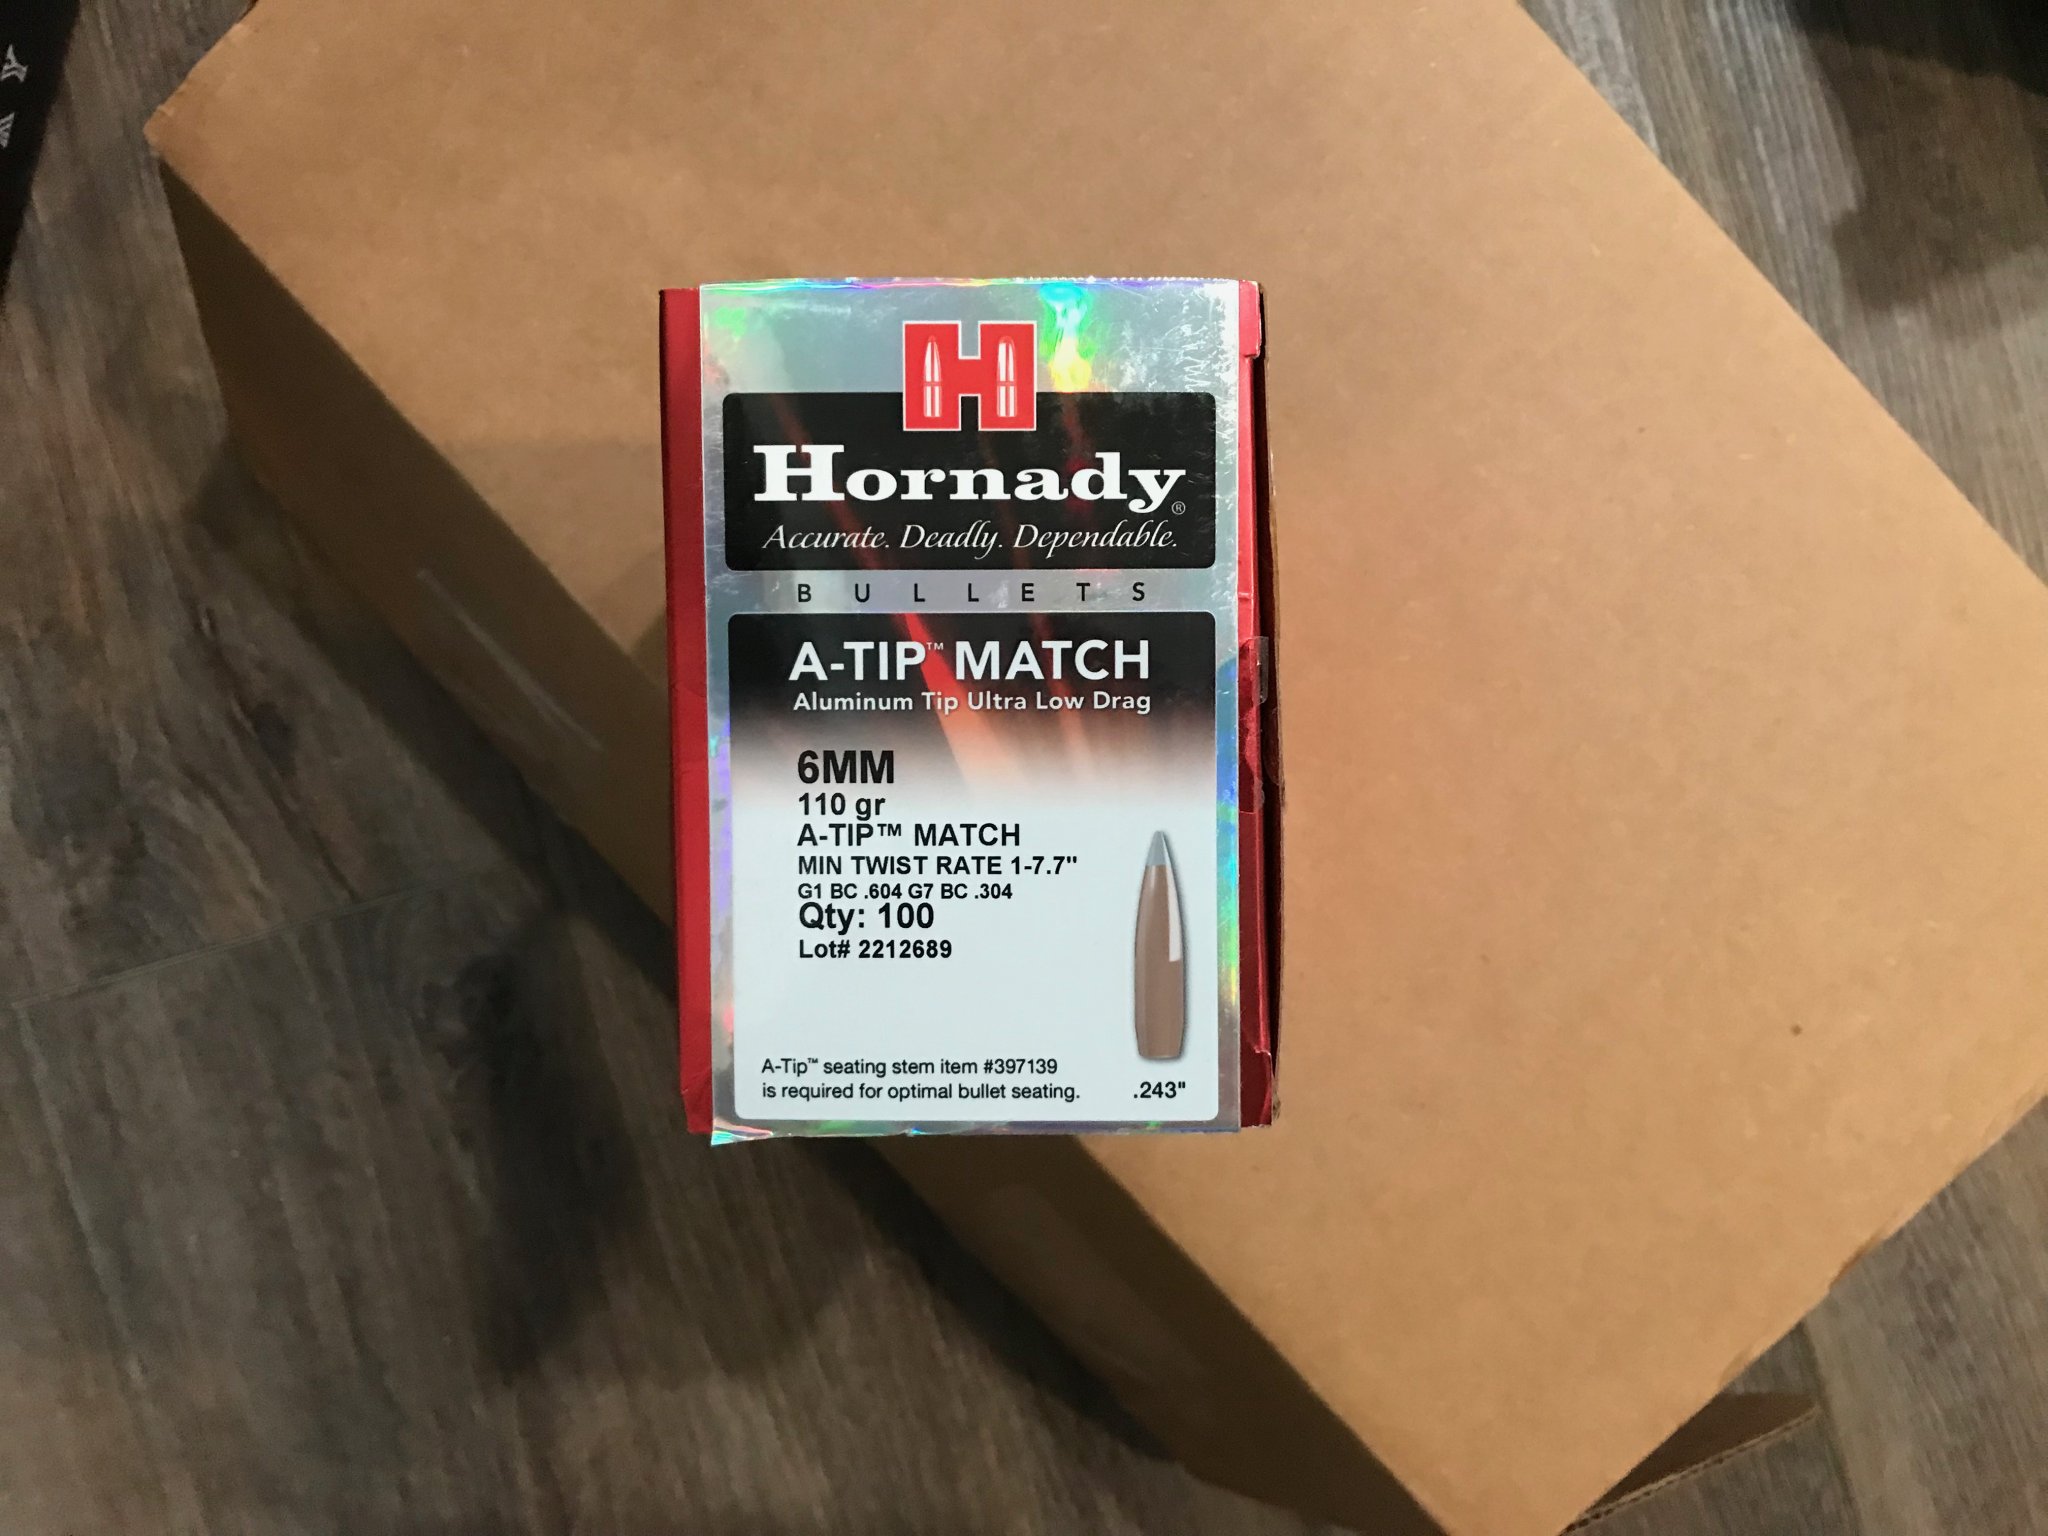 H
Hornady®
Accurate. Deadly. Dependable.
BULLETS
A-TIP™ MATCH
Aluminum Tip Ultra Low Drag
6MM
110 gr
A-TIP™ MATCH
MIN TWIST RATE 1-7.7"
G1 BC .604 G7 BC .304
Qty: 100
Lot# 2212689
A-Tip™ seating stem item #397139
is required for optimal bullet seating.
.243"